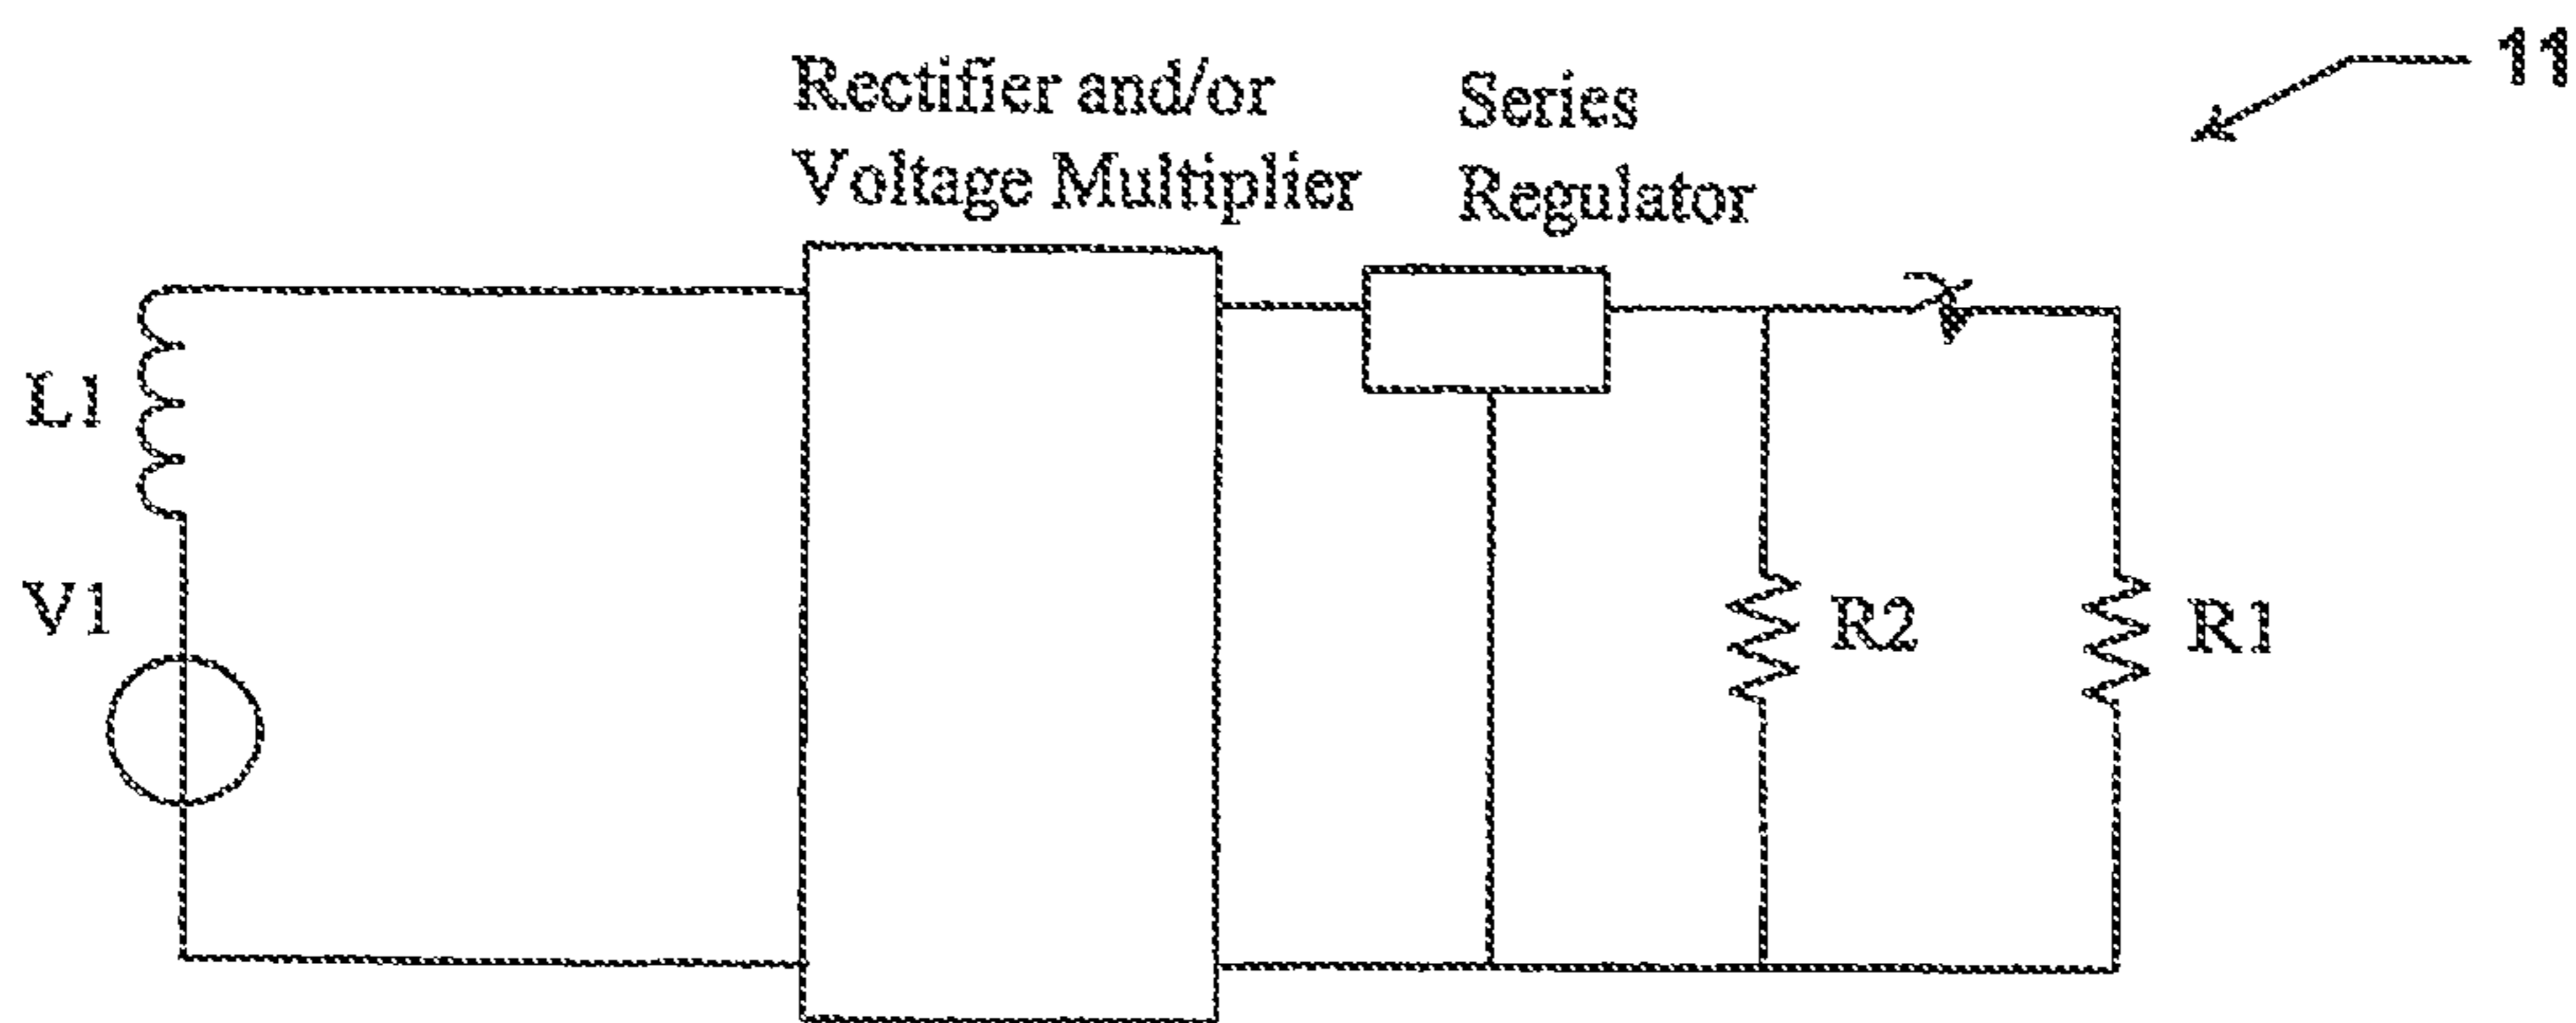 11
Rectifier and/or
Voltage Multiplier
Series
Regulator
L1
V1
R2
R1